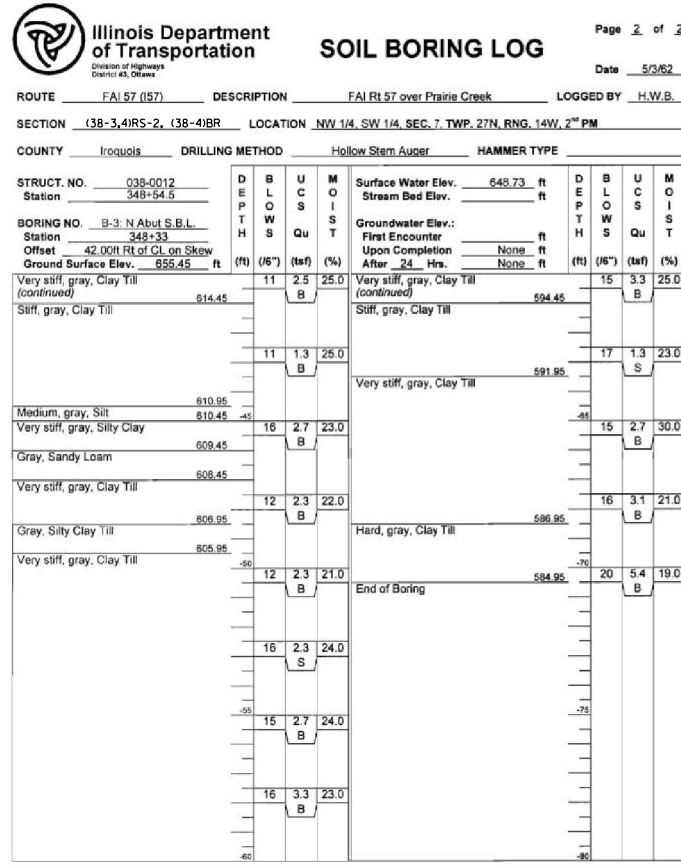 Illinois Department of Transportation
Division of Highways
District #3, Ottawa
SOIL BORING LOG
Page 2 of 2
Date 5/3/62
ROUTE FAI 57 (I57) DESCRIPTION FAI Rt 57 over Prairie Creek LOGGED BY H.W.B.
SECTION (38-3,4)RS-2, (38-4)BR LOCATION NW 1/4, SW 1/4, SEC. 7, TWP. 27N, RNG. 14W, 2nd PM
COUNTY Iroquois DRILLING METHOD Hollow Stem Auger HAMMER TYPE
STRUCT. NO. 038-0012
Station 348+54.5
BORING NO. B-3: N Abut S.B.L.
Station 348+33
Offset 42.00ft Rt of CL on Skew
Ground Surface Elev. 655.45 ft
DEPTH (ft) BLOWS (/6") UCS Qu (tsf) MOIST (%)
Very stiff, gray, Clay Till 11 2.5 25.0
(continued) 614.45 B
Stiff, gray, Clay Till
11 1.3 25.0
B
610.95
Medium, gray, Silt 610.45 -45
Very stiff, gray, Silty Clay 16 2.7 23.0
609.45 B
Gray, Sandy Loam
608.45
Very stiff, gray, Clay Till
12 2.3 22.0
606.95 B
Gray, Silty Clay Till
605.95
Very stiff, gray, Clay Till -50
12 2.3 21.0
B
16 2.3 24.0
S
-55
15 2.7 24.0
B
16 3.3 23.0
B
-60
Surface Water Elev. 648.73 ft
Stream Bed Elev. ft
Groundwater Elev.:
First Encounter ft
Upon Completion None ft
After 24 Hrs. None ft
DEPTH (ft) BLOWS (/6") UCS Qu (tsf) MOIST (%)
Very stiff, gray, Clay Till 15 3.3 25.0
(continued) 594.45 B
Stiff, gray, Clay Till
17 1.3 23.0
591.95 S
Very stiff, gray, Clay Till
-65
15 2.7 30.0
B
16 3.1 21.0
586.95 B
Hard, gray, Clay Till
-70
584.95 20 5.4 19.0
End of Boring B
-75
-80